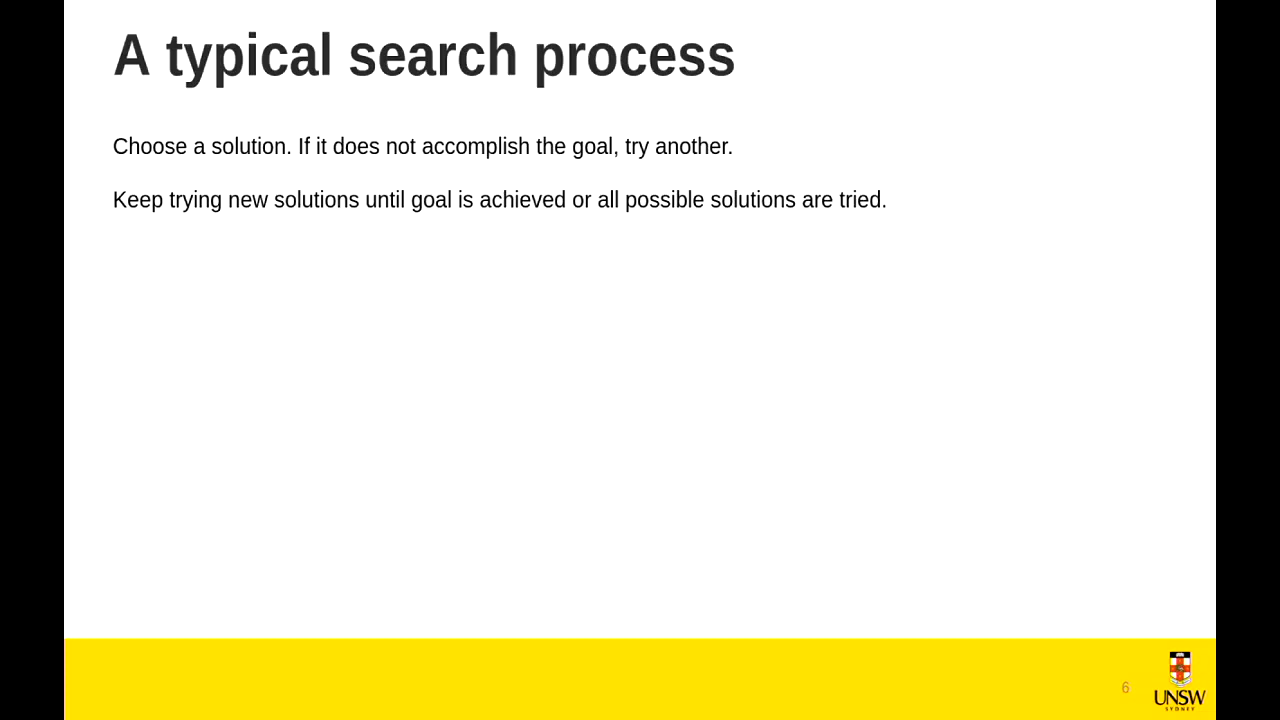 A typical search process
Choose a solution. If it does not accomplish the goal, try another.
Keep trying new solutions until goal is achieved or all possible solutions are tried.
6
UNSW
SYDNEY